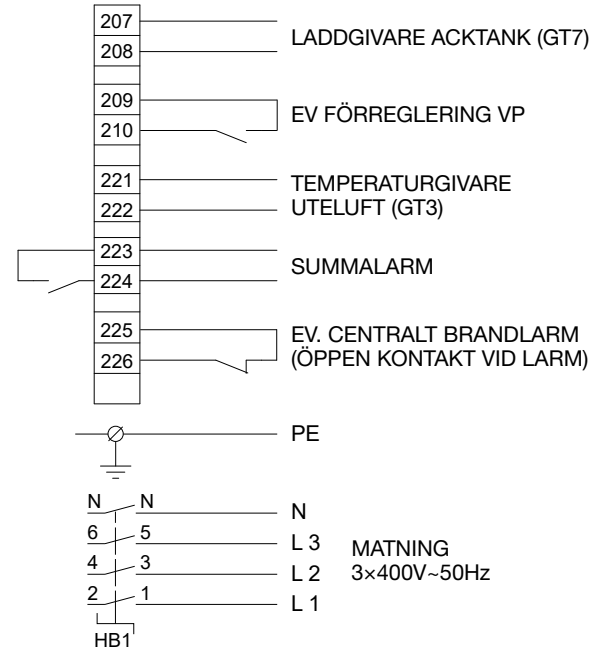 207
208
LADDGIVARE ACKTANK (GT7)
209
210
EV FÖRREGLERING VP
221
222
TEMPERATURGIVARE
UTELUFT (GT3)
223
224
SUMMALARM
225
226
EV. CENTRALT BRANDLARM
(ÖPPEN KONTAKT VID LARM)
PE
N N N
6 5 L 3
4 3 L 2
2 1 L 1
MATNING
3×400V~50Hz
HB1